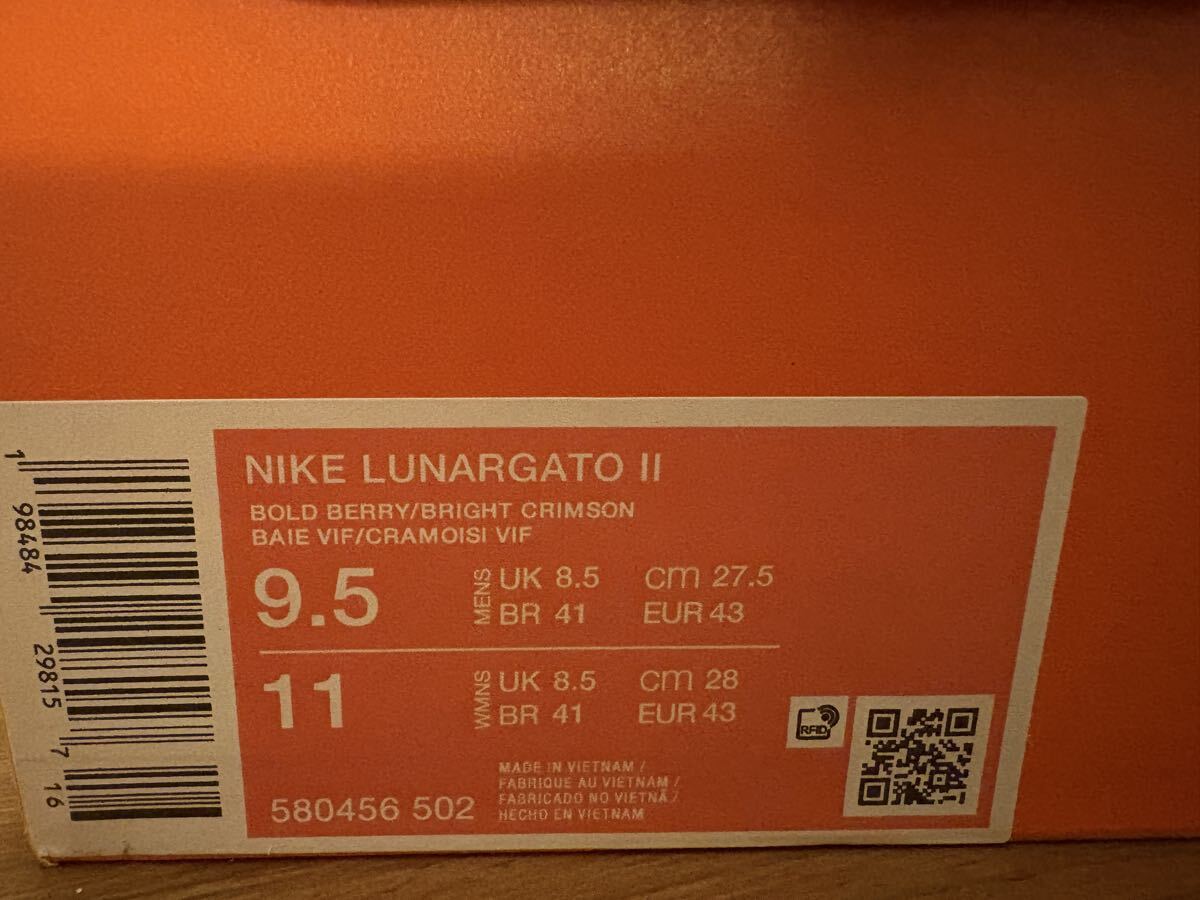 NIKE LUNARGATO II
BOLD BERRY/BRIGHT CRIMSON
BAIE VIF/CRAMOISI VIF
9.5
MENS
UK 8.5 cm 27.5
BR 41 EUR 43
11
WMNS
UK 8.5 cm 28
BR 41 EUR 43
580456 502
MADE IN VIETNAM /
FABRIQUE AU VIETNAM /
FABRICADO NO VIETNÃ /
HECHO EN VIETNAM
RFID
1 98484 29815 7 16